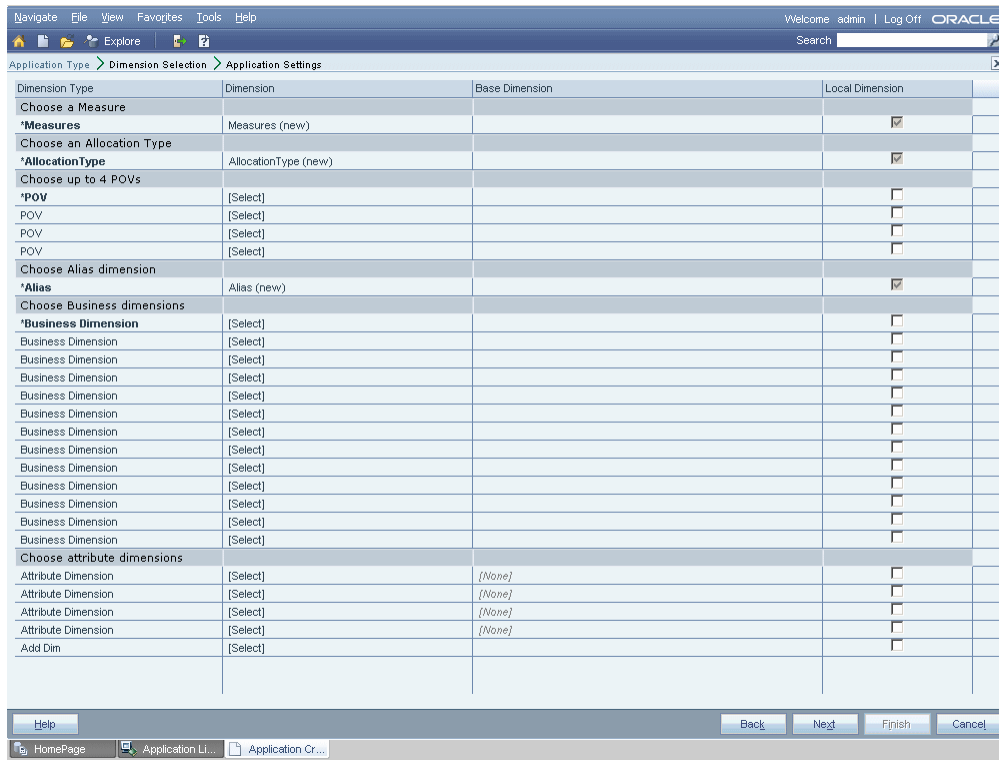 Navigate File View Favorites Tools Help Welcome admin | Log Off ORACLE
Explore Search
Application Type > Dimension Selection > Application Settings
Dimension Type Dimension Base Dimension Local Dimension
Choose a Measure
*Measures Measures (new)
Choose an Allocation Type
*AllocationType AllocationType (new)
Choose up to 4 POVs
*POV [Select]
POV [Select]
POV [Select]
POV [Select]
Choose Alias dimension
*Alias Alias (new)
Choose Business dimensions
*Business Dimension [Select]
Business Dimension [Select]
Business Dimension [Select]
Business Dimension [Select]
Business Dimension [Select]
Business Dimension [Select]
Business Dimension [Select]
Business Dimension [Select]
Business Dimension [Select]
Business Dimension [Select]
Business Dimension [Select]
Business Dimension [Select]
Business Dimension [Select]
Choose attribute dimensions
Attribute Dimension [Select] [None]
Attribute Dimension [Select] [None]
Attribute Dimension [Select] [None]
Attribute Dimension [Select] [None]
Add Dim [Select]
Help Back Next Finish Cancel
HomePage Application Li... Application Cr...